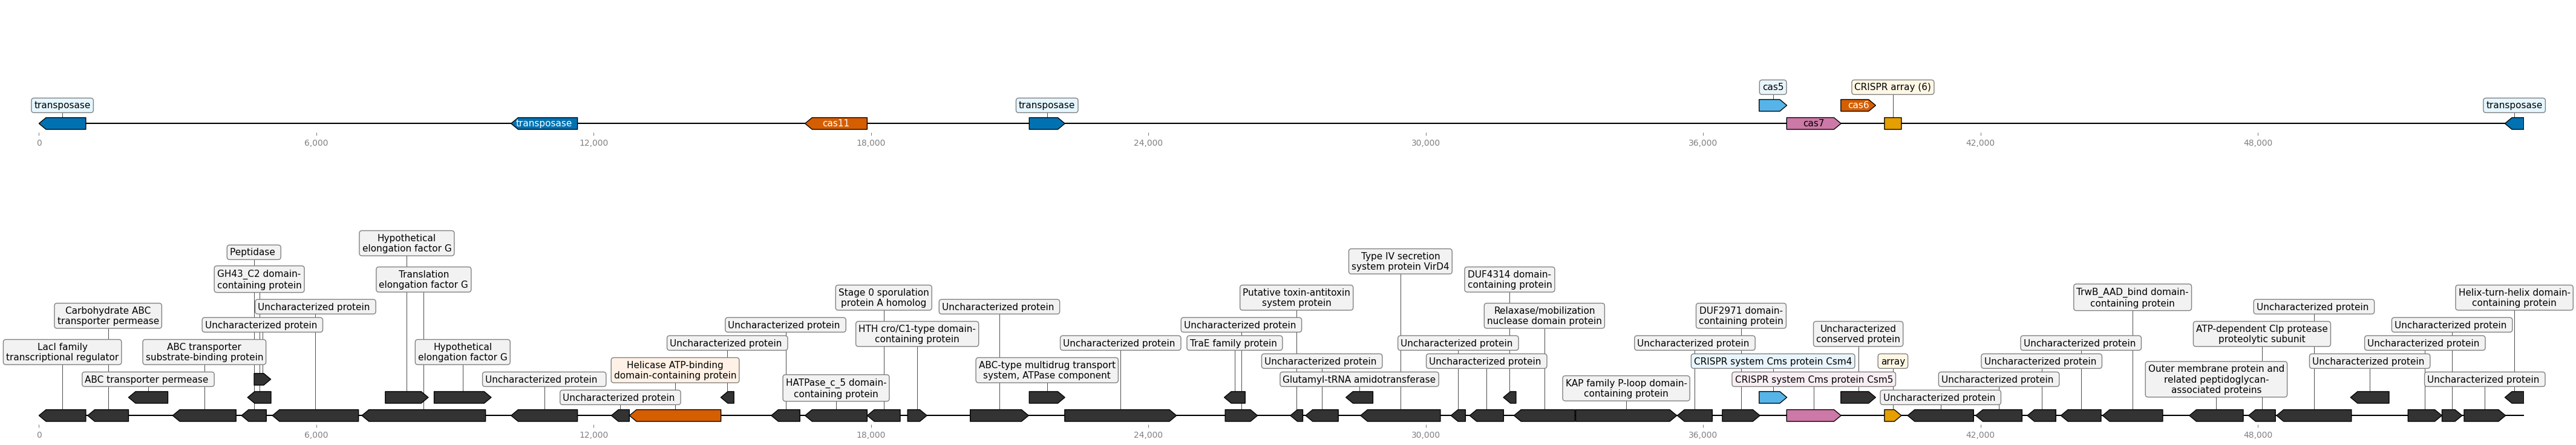 cas5
CRISPR array (6)
transposase
transposase
cas6
transposase
transposase
cas11
cas7
0
6,000
12,000
18,000
24,000
30,000
36,000
42,000
48,000
Hypothetical
elongation factor G
Peptidase
Type IV secretion
system protein VirD4
GH43_C2 domain-
containing protein
Translation
elongation factor G
DUF4314 domain-
containing protein
Stage 0 sporulation
protein A homolog
Putative toxin-antitoxin
system protein
TrwB_AAD_bind domain-
containing protein
Helix-turn-helix domain-
containing protein
Uncharacterized protein
Uncharacterized protein
Uncharacterized protein
Carbohydrate ABC
transporter permease
Relaxase/mobilization
nuclease domain protein
DUF2971 domain-
containing protein
Uncharacterized protein
Uncharacterized protein
Uncharacterized protein
Uncharacterized protein
HTH cro/C1-type domain-
containing protein
Uncharacterized
conserved protein
ATP-dependent Clp protease
proteolytic subunit
Uncharacterized protein
Uncharacterized protein
TraE family protein
Uncharacterized protein
Uncharacterized protein
Uncharacterized protein
Uncharacterized protein
LacI family
transcriptional regulator
ABC transporter
substrate-binding protein
Hypothetical
elongation factor G
Uncharacterized protein
Uncharacterized protein
CRISPR system Cms protein Csm4
array
Uncharacterized protein
Uncharacterized protein
Helicase ATP-binding
domain-containing protein
ABC-type multidrug transport
system, ATPase component
ABC transporter permease
Uncharacterized protein
Glutamyl-tRNA amidotransferase
CRISPR system Cms protein Csm5
Uncharacterized protein
Outer membrane protein and
related peptidoglycan-
associated proteins
Uncharacterized protein
HATPase_c_5 domain-
containing protein
KAP family P-loop domain-
containing protein
Uncharacterized protein
Uncharacterized protein
0
6,000
12,000
18,000
24,000
30,000
36,000
42,000
48,000